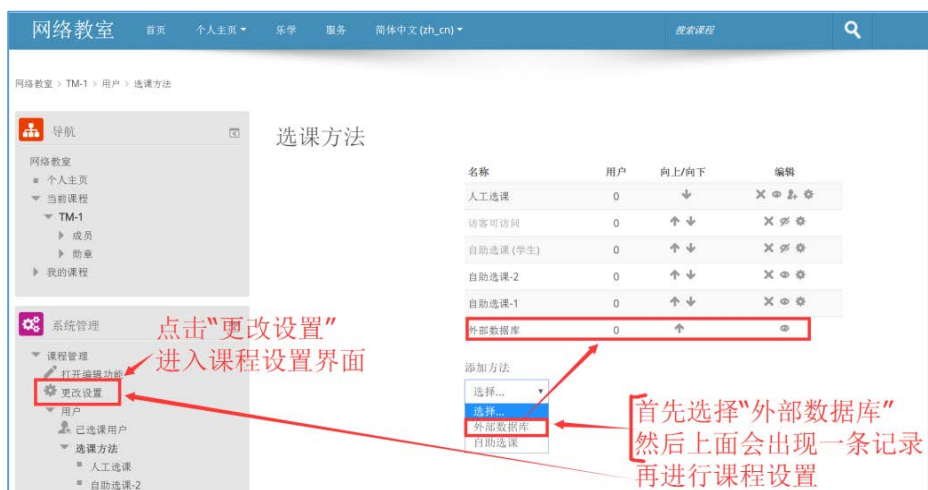 网络教室 首页 个人主页 乐学 服务 简体中文 (zh_cn) 搜索课程
网络教室 > TM-1 > 用户 > 选课方法
导航
网络教室
个人主页
当前课程
TM-1
成员
勋章
我的课程
系统管理
课程管理
打开编辑功能
更改设置
用户
已选课用户
选课方法
人工选课
自助选课-2
点击“更改设置”
进入课程设置界面
选课方法
名称 用户 向上/向下 编辑
人工选课 0
访客可访问 0
自助选课 (学生) 0
自助选课-2 0
自助选课-1 0
外部数据库 0
添加方法
选择...
选择...
外部数据库
自助选课
首先选择“外部数据库”
然后上面会出现一条记录
再进行课程设置